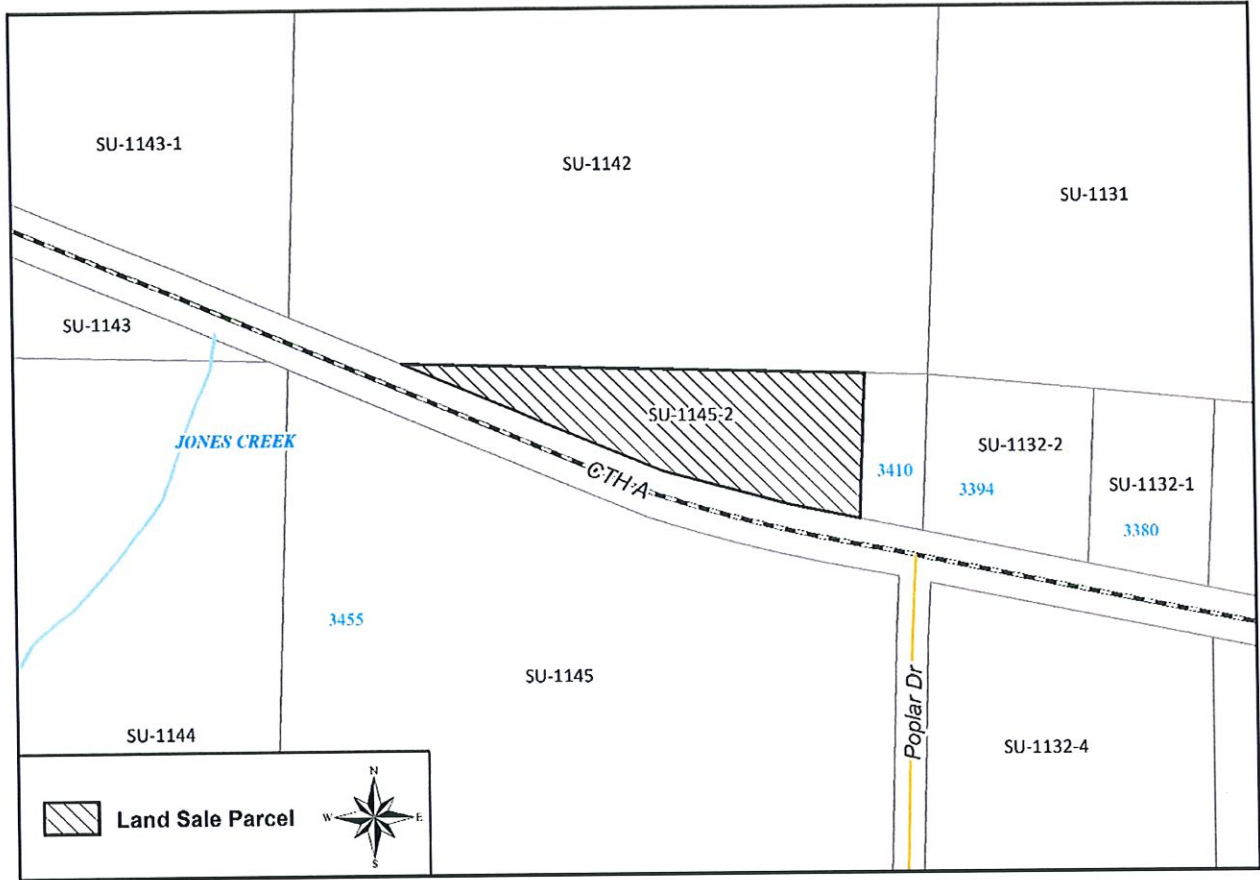 SU-1143-1
SU-1142
SU-1131
SU-1143
JONES CREEK
SU-1145-2
CTH A
3410
SU-1132-2
3394
SU-1132-1
3380
3455
SU-1145
Poplar Dr
SU-1144
SU-1132-4
Land Sale Parcel
N
W
E
S